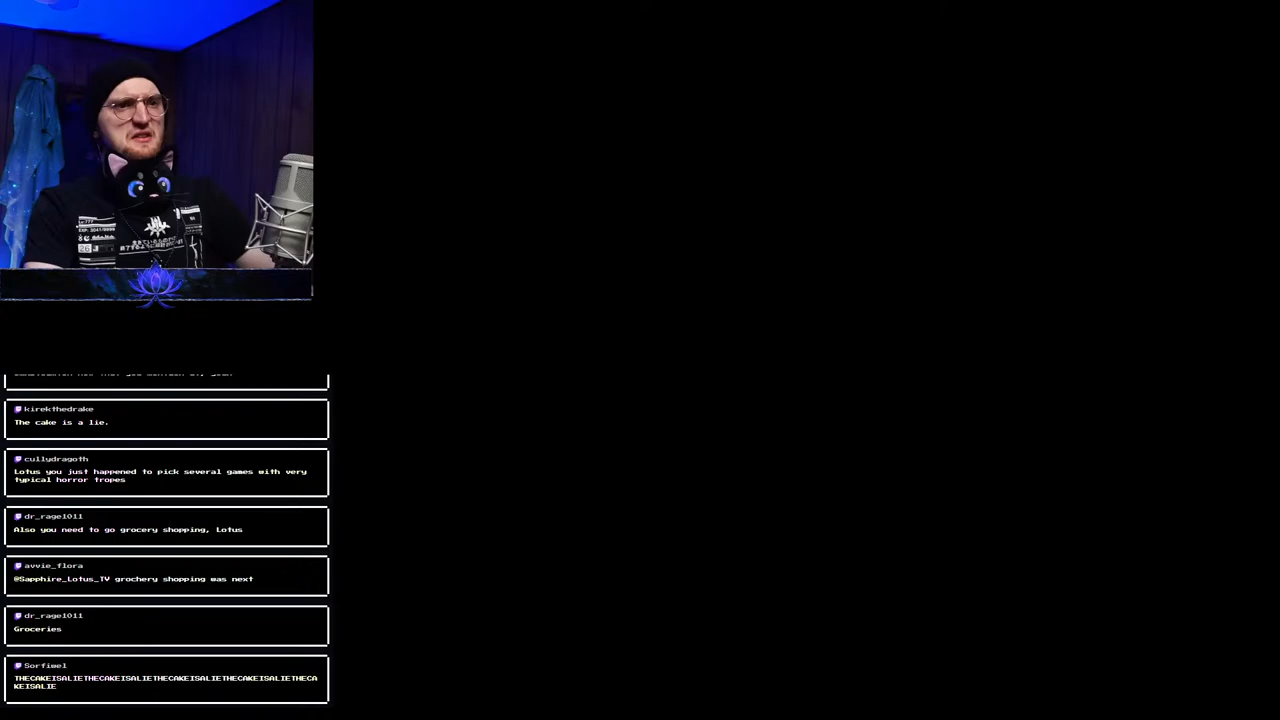 kirekthedrake
The cake is a lie.
cullydragoth
Lotus you just happened to pick several games with very
typical horror tropes
dr_rage1011
Also you need to go grocery shopping, Lotus
avvie_flora
@Sapphire_Lotus_TV grochery shopping was next
dr_rage1011
Groceries
Sorfiwel
THECAKEISALIETHECAKEISALIETHECAKEISALIETHECAKEISALIETHECA
KEISALIE